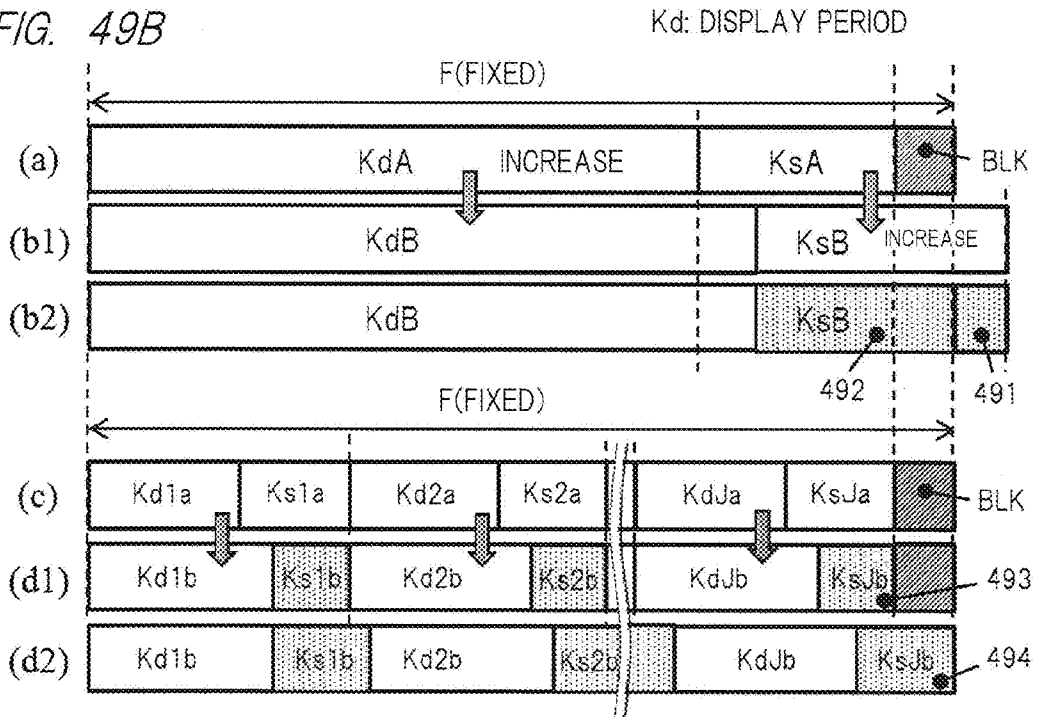 FIG. 49B
Kd: DISPLAY PERIOD
F(FIXED)
(a) KdA INCREASE KsA BLK
(b1) KdB KsB INCREASE
(b2) KdB KsB
492 491
F(FIXED)
(c) Kd1a Ks1a Kd2a Ks2a KdJa KsJa BLK
(d1) Kd1b Ks1b Kd2b Ks2b KdJb KsJb 493
(d2) Kd1b Ks1b Kd2b Ks2b KdJb KsJb 494